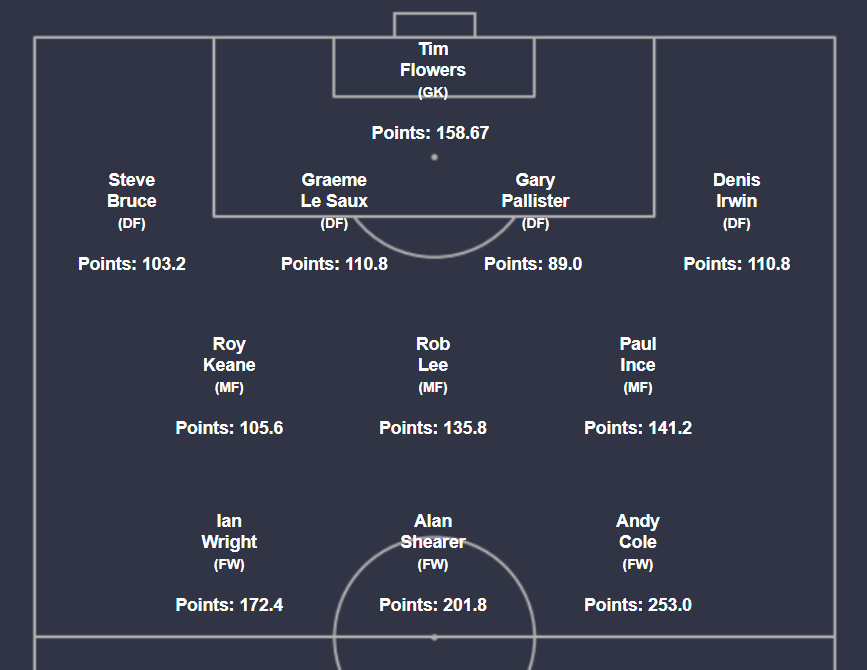 Tim
Flowers
(GK)
Points: 158.67
Steve
Bruce
(DF)
Points: 103.2
Graeme
Le Saux
(DF)
Points: 110.8
Gary
Pallister
(DF)
Points: 89.0
Denis
Irwin
(DF)
Points: 110.8
Roy
Keane
(MF)
Points: 105.6
Rob
Lee
(MF)
Points: 135.8
Paul
Ince
(MF)
Points: 141.2
Ian
Wright
(FW)
Points: 172.4
Alan
Shearer
(FW)
Points: 201.8
Andy
Cole
(FW)
Points: 253.0